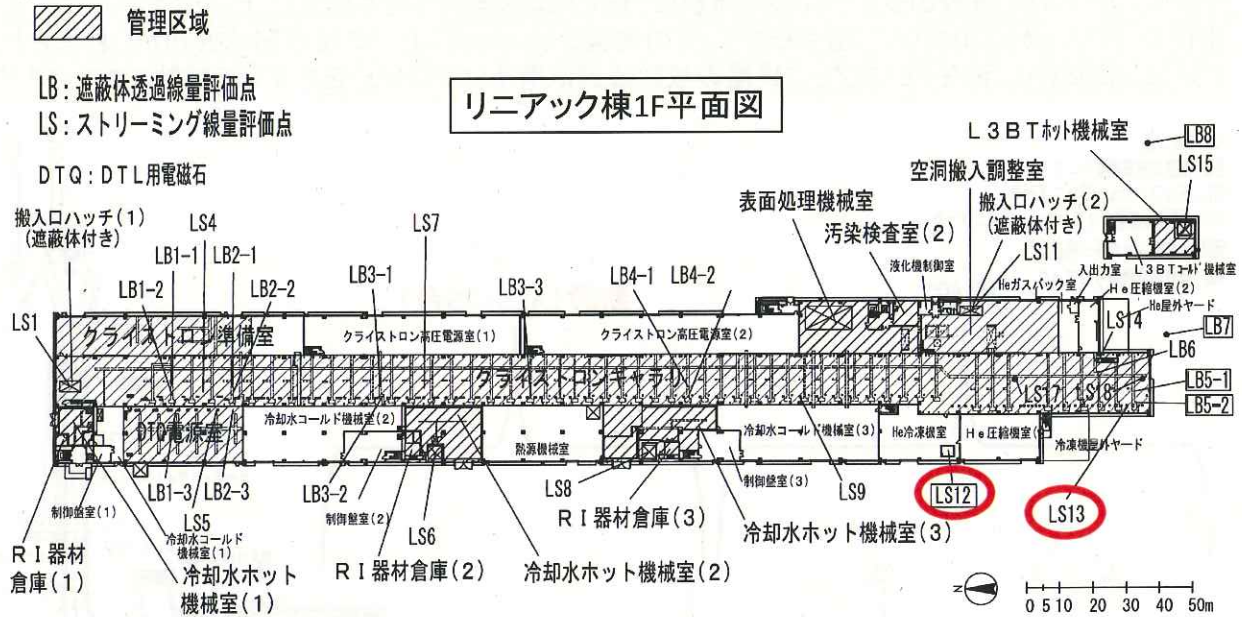 管理区域
LB:遮蔽体透過線量評価点
LS:ストリーミング線量評価点
DTQ:DTL用電磁石
リニアック棟1F平面図
L3BTホット機械室
LB8
LS15
空洞搬入調整室
搬入口ハッチ(2)
(遮蔽体付き)
LS11
表面処理機械室
汚染検査室(2)
液化機制御室
Heガスバック室
入出力室
L3BTコールド機械室
He圧縮機室(2)
He屋外ヤード
搬入口ハッチ(1)
(遮蔽体付き)
LS4
LB1-1
LB2-1
LS7
LB3-1
LB4-1
LB4-2
LB1-2
LB2-2
LB3-3
LS1
LS14
LB7
LB6
クライストロン準備室
クライストロン高圧電源室(1)
クライストロン高圧電源室(2)
クライストロンギャラリ
LS17
LS18
LB5-1
LB5-2
DTQ電源室
冷却水コールド機械室(2)
熱源機械室
冷却水コールド機械室(3)
He冷凍機室
He圧縮機室
冷凍機屋外ヤード
制御盤室(1)
LB1-3
LB2-3
LS5
冷却水コールド
機械室(1)
LB3-2
制御盤室(2)
LS6
LS8
制御盤室(3)
LS9
LS12
LS13
RI器材
倉庫(1)
冷却水ホット
機械室(1)
RI器材倉庫(2)
冷却水ホット機械室(2)
RI器材倉庫(3)
冷却水ホット機械室(3)
N
0 5 10 20 30 40 50m